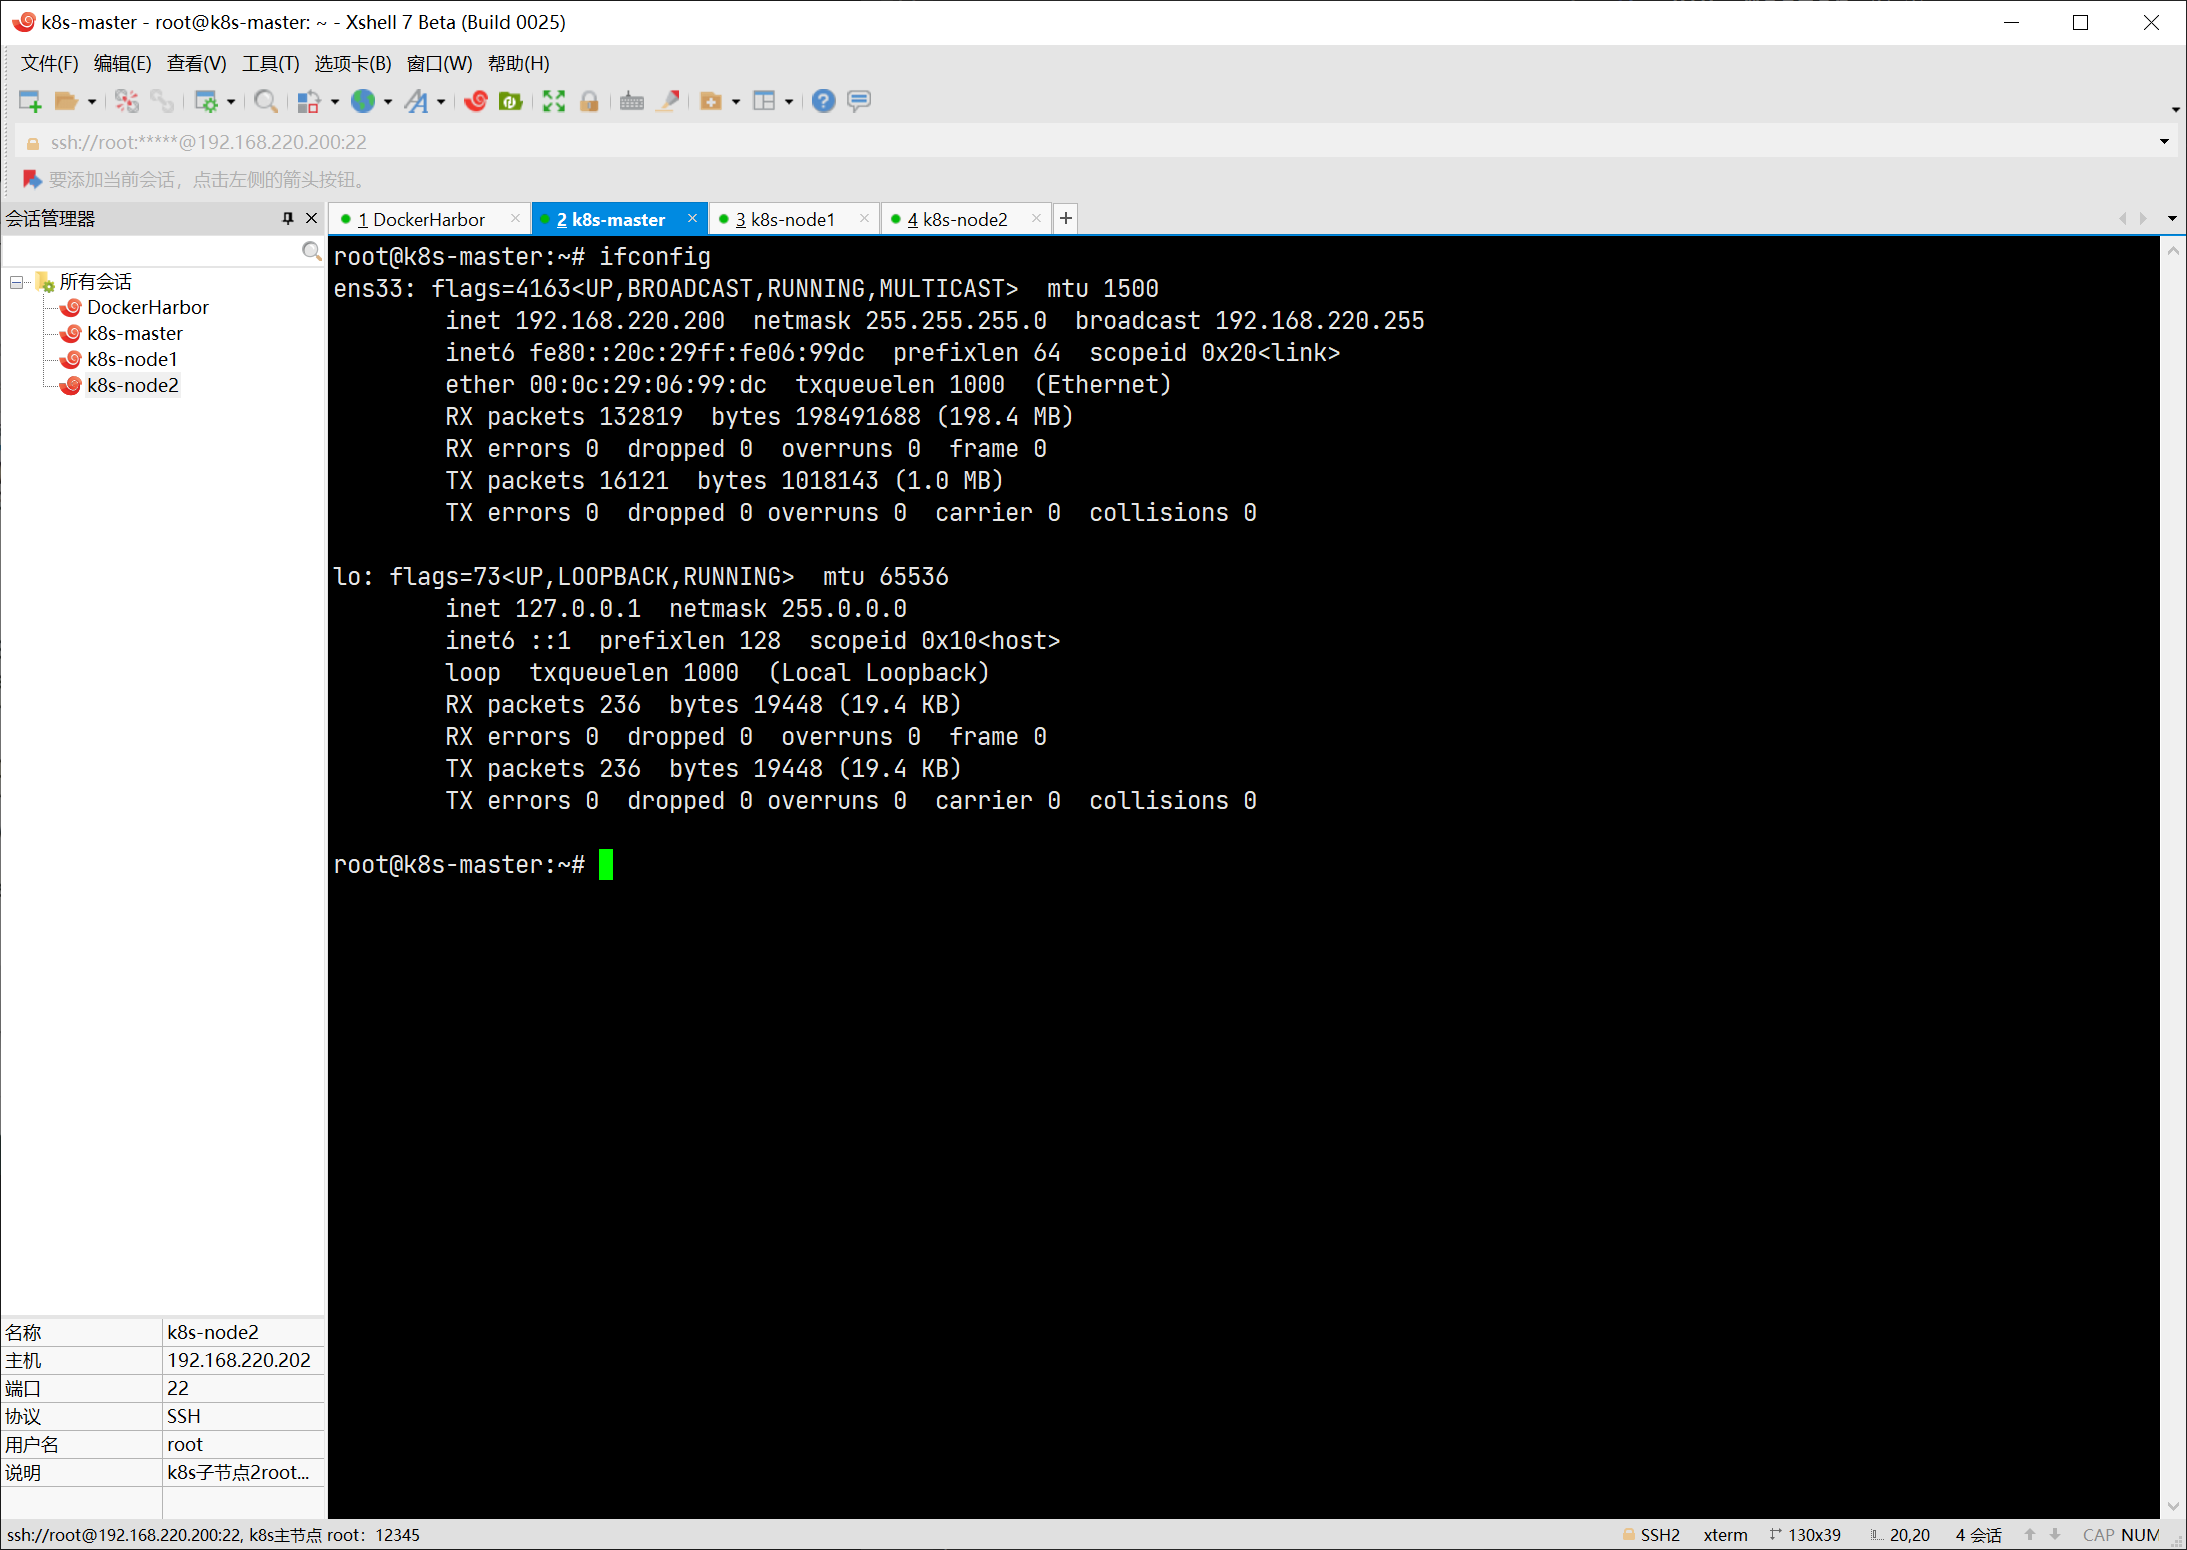 k8s-master - root@k8s-master: ~ - Xshell 7 Beta (Build 0025)
文件(F) 编辑(E) 查看(V) 工具(T) 选项卡(B) 窗口(W) 帮助(H)
ssh://root:*****@192.168.220.200:22
要添加当前会话，点击左侧的箭头按钮。
会话管理器
1 DockerHarbor
2 k8s-master
3 k8s-node1
4 k8s-node2
所有会话
DockerHarbor
k8s-master
k8s-node1
k8s-node2
root@k8s-master:~# ifconfig
ens33: flags=4163<UP,BROADCAST,RUNNING,MULTICAST>  mtu 1500
        inet 192.168.220.200  netmask 255.255.255.0  broadcast 192.168.220.255
        inet6 fe80::20c:29ff:fe06:99dc  prefixlen 64  scopeid 0x20<link>
        ether 00:0c:29:06:99:dc  txqueuelen 1000  (Ethernet)
        RX packets 132819  bytes 198491688 (198.4 MB)
        RX errors 0  dropped 0  overruns 0  frame 0
        TX packets 16121  bytes 1018143 (1.0 MB)
        TX errors 0  dropped 0 overruns 0  carrier 0  collisions 0
lo: flags=73<UP,LOOPBACK,RUNNING>  mtu 65536
        inet 127.0.0.1  netmask 255.0.0.0
        inet6 ::1  prefixlen 128  scopeid 0x10<host>
        loop  txqueuelen 1000  (Local Loopback)
        RX packets 236  bytes 19448 (19.4 KB)
        RX errors 0  dropped 0  overruns 0  frame 0
        TX packets 236  bytes 19448 (19.4 KB)
        TX errors 0  dropped 0 overruns 0  carrier 0  collisions 0
root@k8s-master:~#
名称 k8s-node2
主机 192.168.220.202
端口 22
协议 SSH
用户名 root
说明 k8s子节点2root...
ssh://root@192.168.220.200:22, k8s主节点 root：12345
SSH2 xterm 130x39 20,20 4 会话 CAP NUM